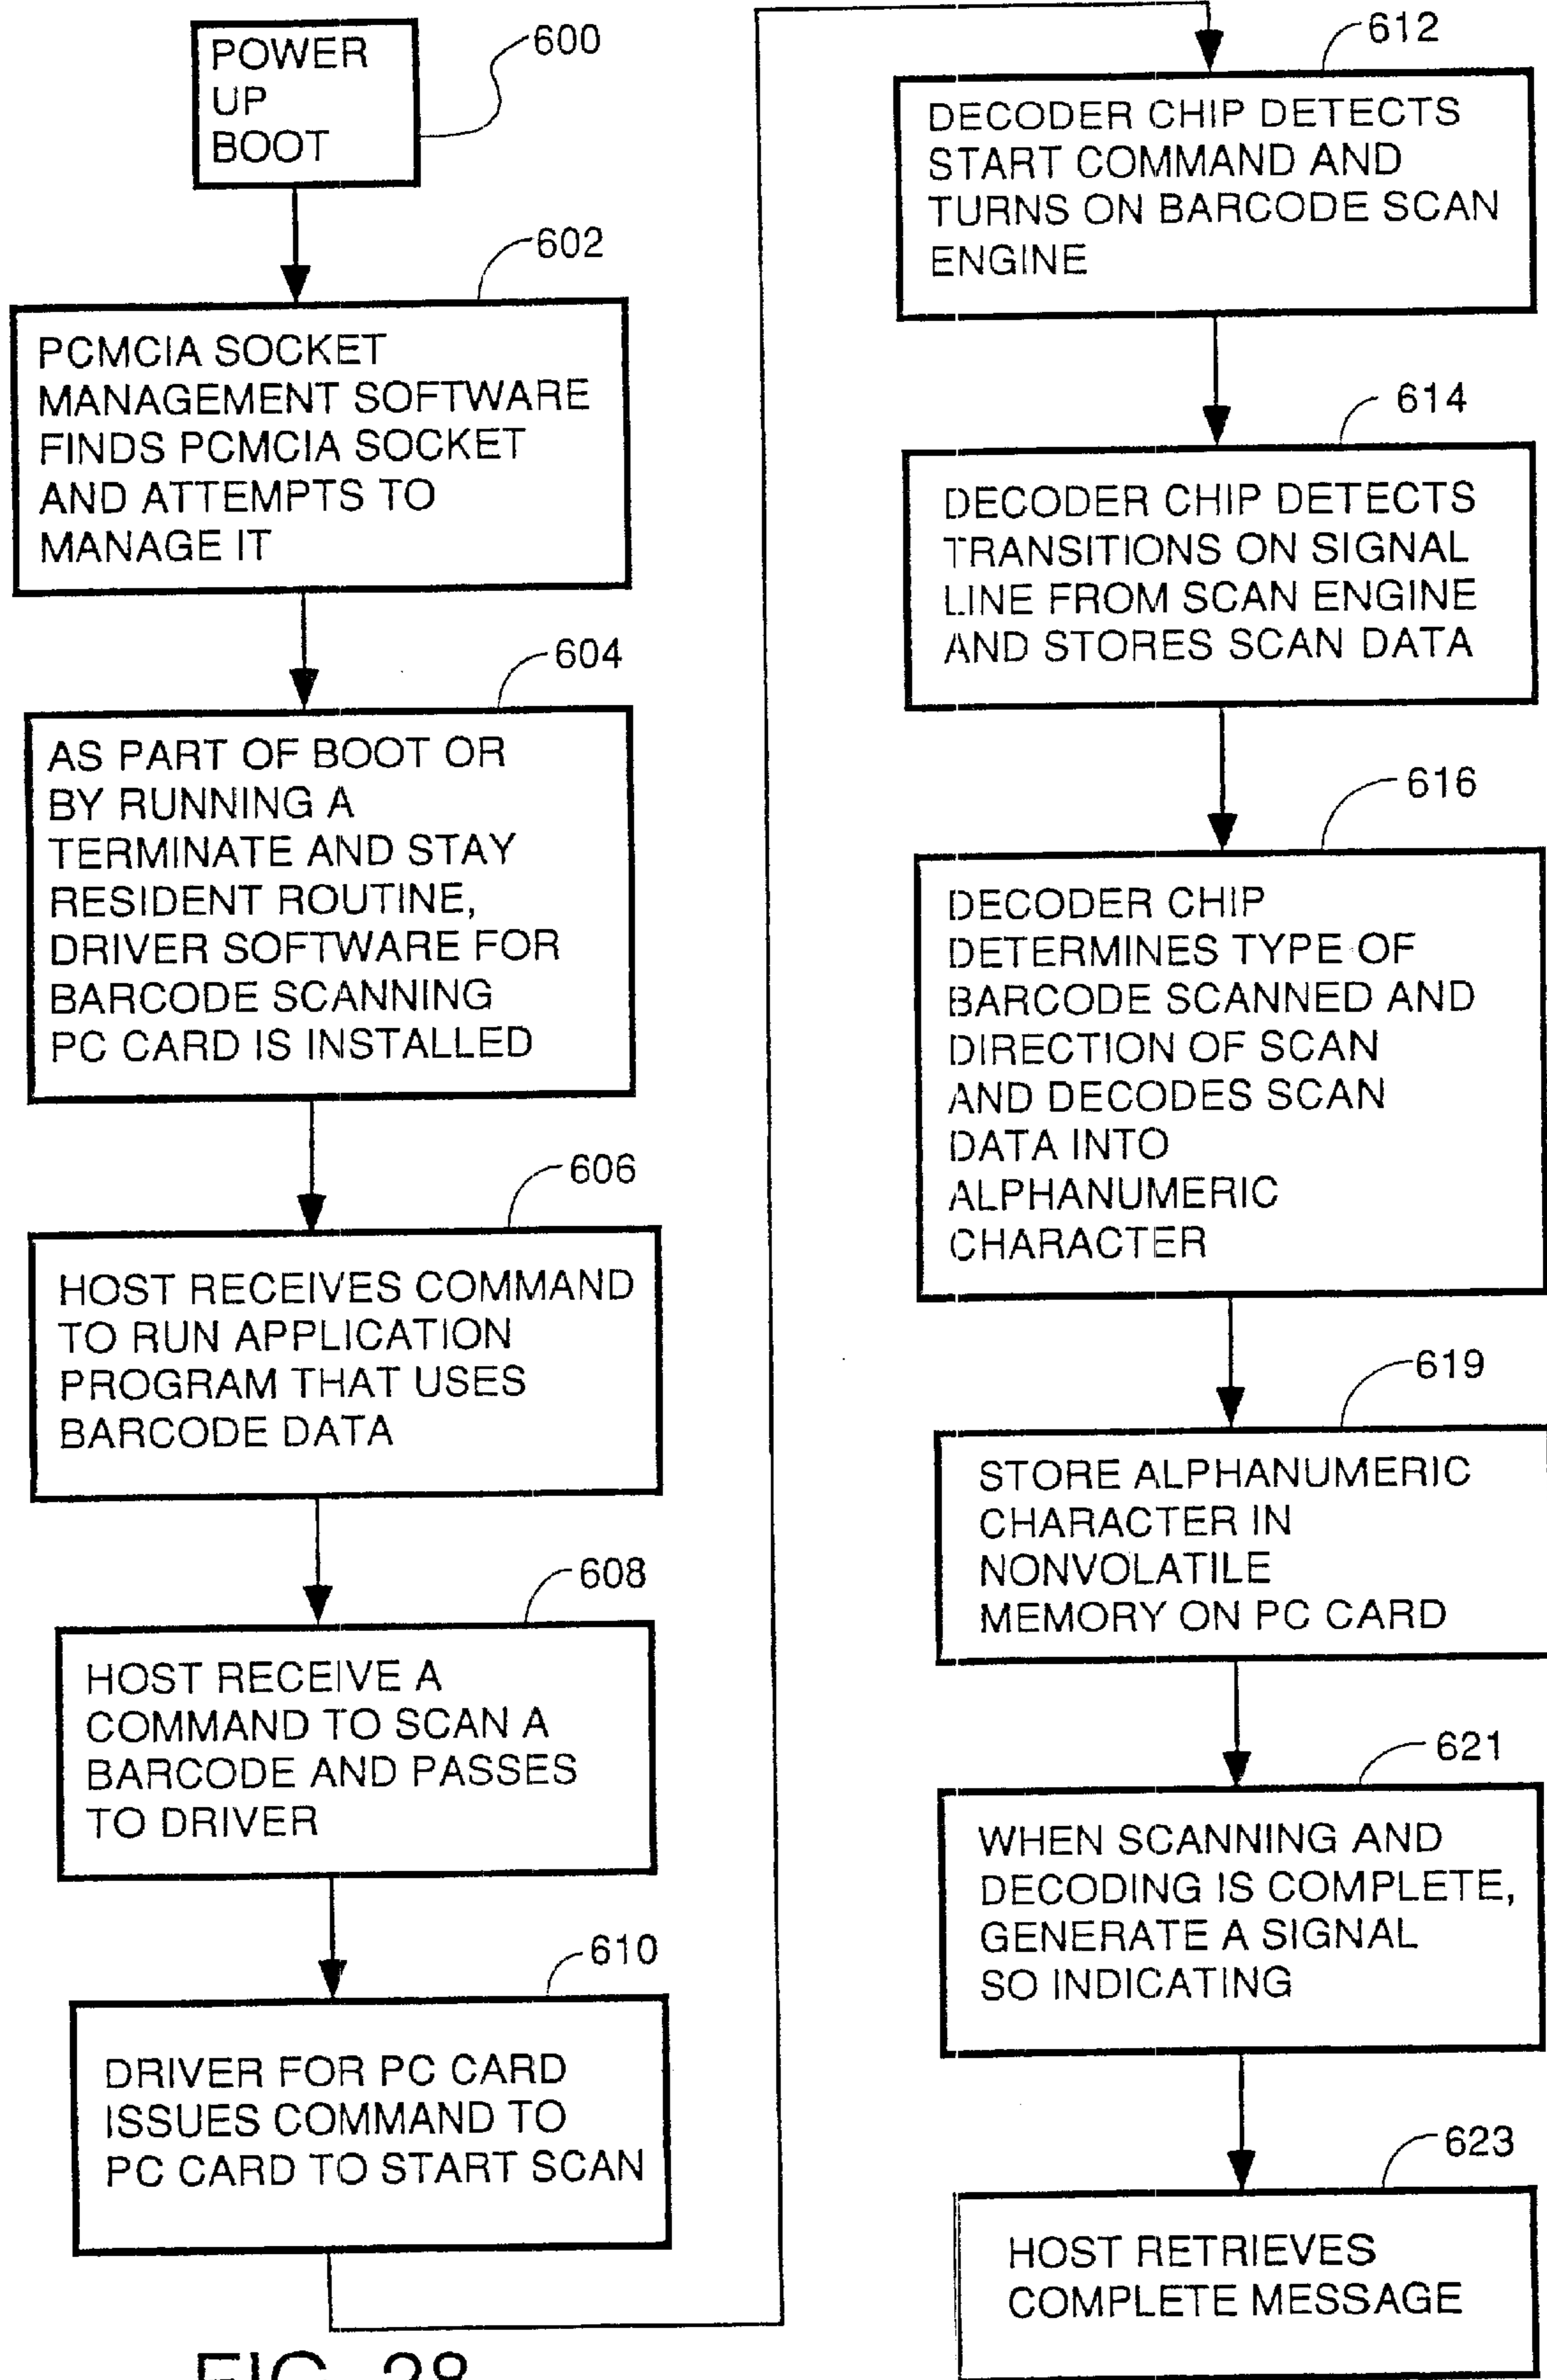 POWER
UP
BOOT
600
602
PCMCIA SOCKET
MANAGEMENT SOFTWARE
FINDS PCMCIA SOCKET
AND ATTEMPTS TO
MANAGE IT
604
AS PART OF BOOT OR
BY RUNNING A
TERMINATE AND STAY
RESIDENT ROUTINE,
DRIVER SOFTWARE FOR
BARCODE SCANNING
PC CARD IS INSTALLED
606
HOST RECEIVES COMMAND
TO RUN APPLICATION
PROGRAM THAT USES
BARCODE DATA
608
HOST RECEIVE A
COMMAND TO SCAN A
BARCODE AND PASSES
TO DRIVER
610
DRIVER FOR PC CARD
ISSUES COMMAND TO
PC CARD TO START SCAN
612
DECODER CHIP DETECTS
START COMMAND AND
TURNS ON BARCODE SCAN
ENGINE
614
DECODER CHIP DETECTS
TRANSITIONS ON SIGNAL
LINE FROM SCAN ENGINE
AND STORES SCAN DATA
616
DECODER CHIP
DETERMINES TYPE OF
BARCODE SCANNED AND
DIRECTION OF SCAN
AND DECODES SCAN
DATA INTO
ALPHANUMERIC
CHARACTER
619
STORE ALPHANUMERIC
CHARACTER IN
NONVOLATILE
MEMORY ON PC CARD
621
WHEN SCANNING AND
DECODING IS COMPLETE,
GENERATE A SIGNAL
SO INDICATING
623
HOST RETRIEVES
COMPLETE MESSAGE
FIG. 28